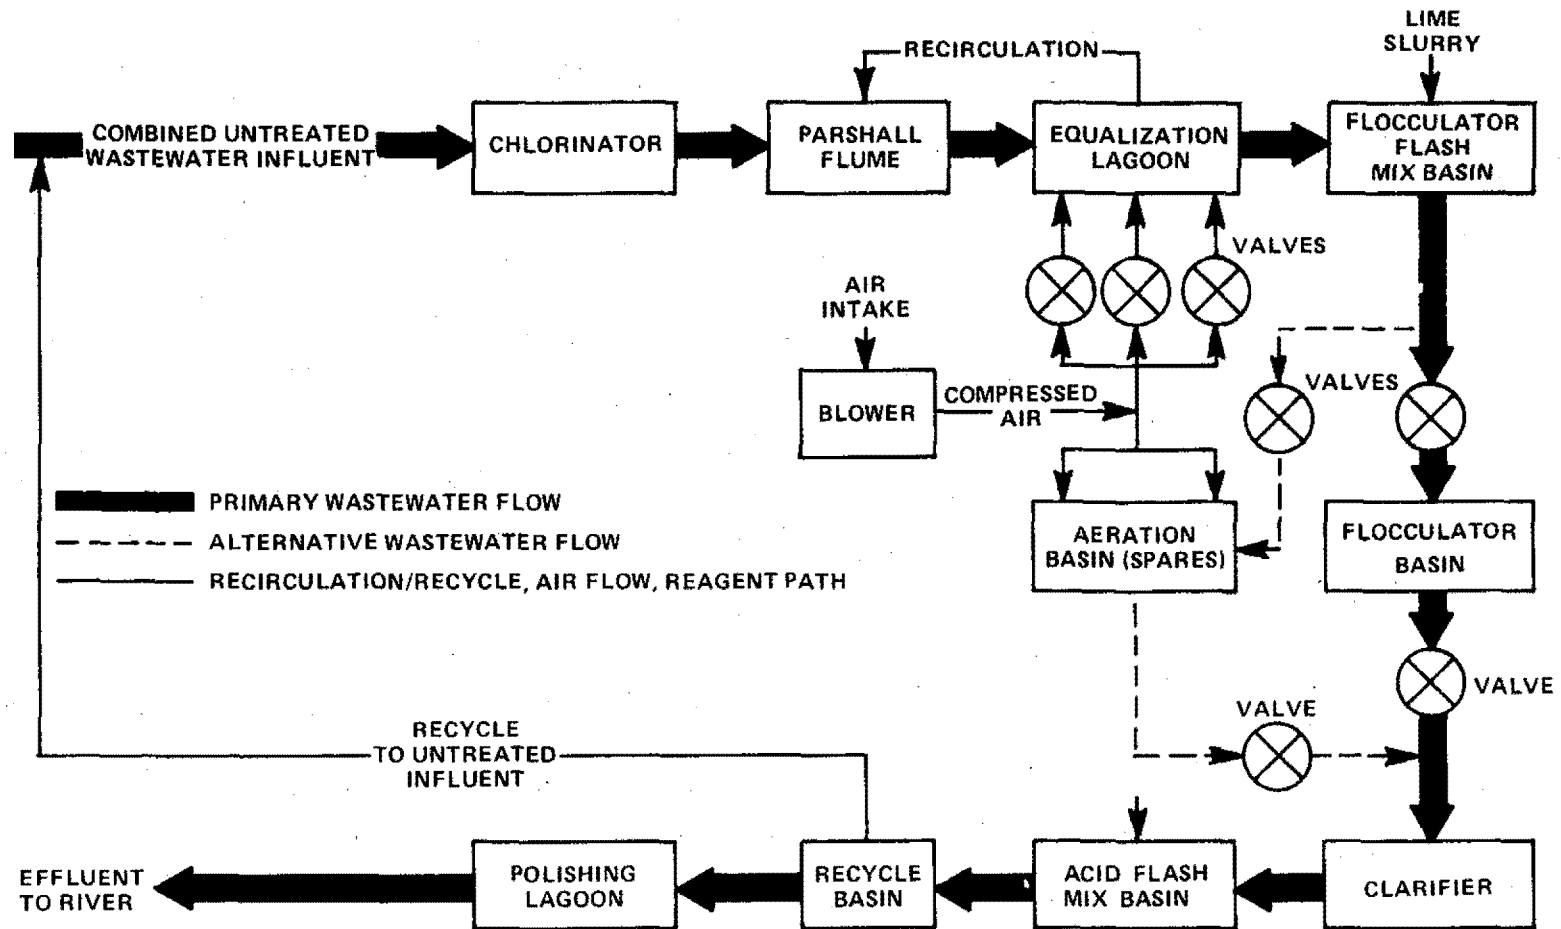 LIME
SLURRY
RECIRCULATION
COMBINED UNTREATED
WASTEWATER INFLUENT
CHLORINATOR
PARSHALL
FLUME
EQUALIZATION
LAGOON
FLOCCULATOR
FLASH
MIX BASIN
VALVES
AIR
INTAKE
BLOWER
COMPRESSED
AIR
VALVES
PRIMARY WASTEWATER FLOW
ALTERNATIVE WASTEWATER FLOW
RECIRCULATION/RECYCLE, AIR FLOW, REAGENT PATH
AERATION
BASIN (SPARES)
FLOCCULATOR
BASIN
VALVE
VALVE
RECYCLE
TO UNTREATED
INFLUENT
EFFLUENT
TO RIVER
POLISHING
LAGOON
RECYCLE
BASIN
ACID FLASH
MIX BASIN
CLARIFIER